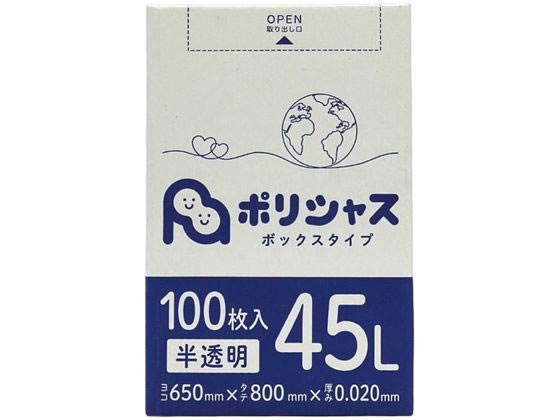 OPEN
取り出し口
ポリシャス
ボックスタイプ
100枚入
半透明
45L
ヨコ650mm×タテ800mm×厚み0.020mm